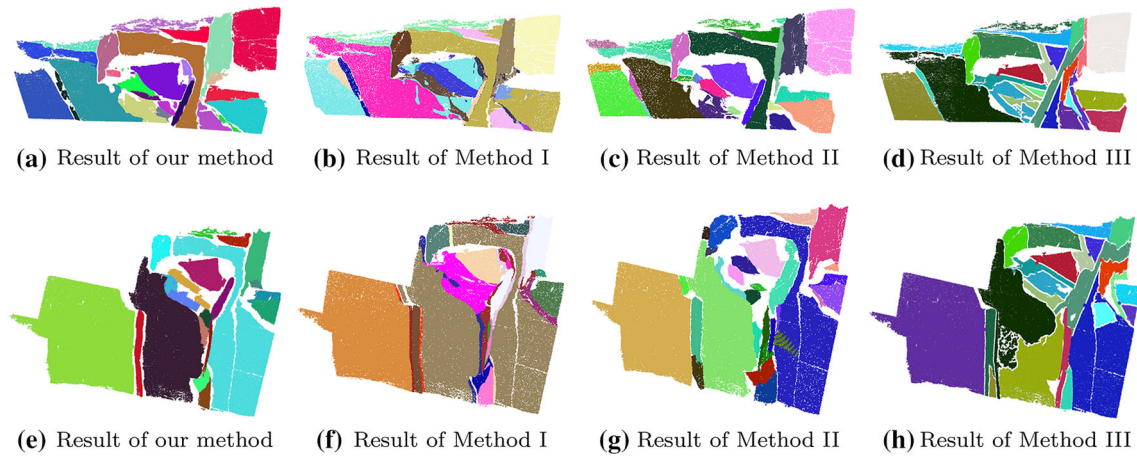 (a) Result of our method
(b) Result of Method I
(c) Result of Method II
(d) Result of Method III
(e) Result of our method
(f) Result of Method I
(g) Result of Method II
(h) Result of Method III